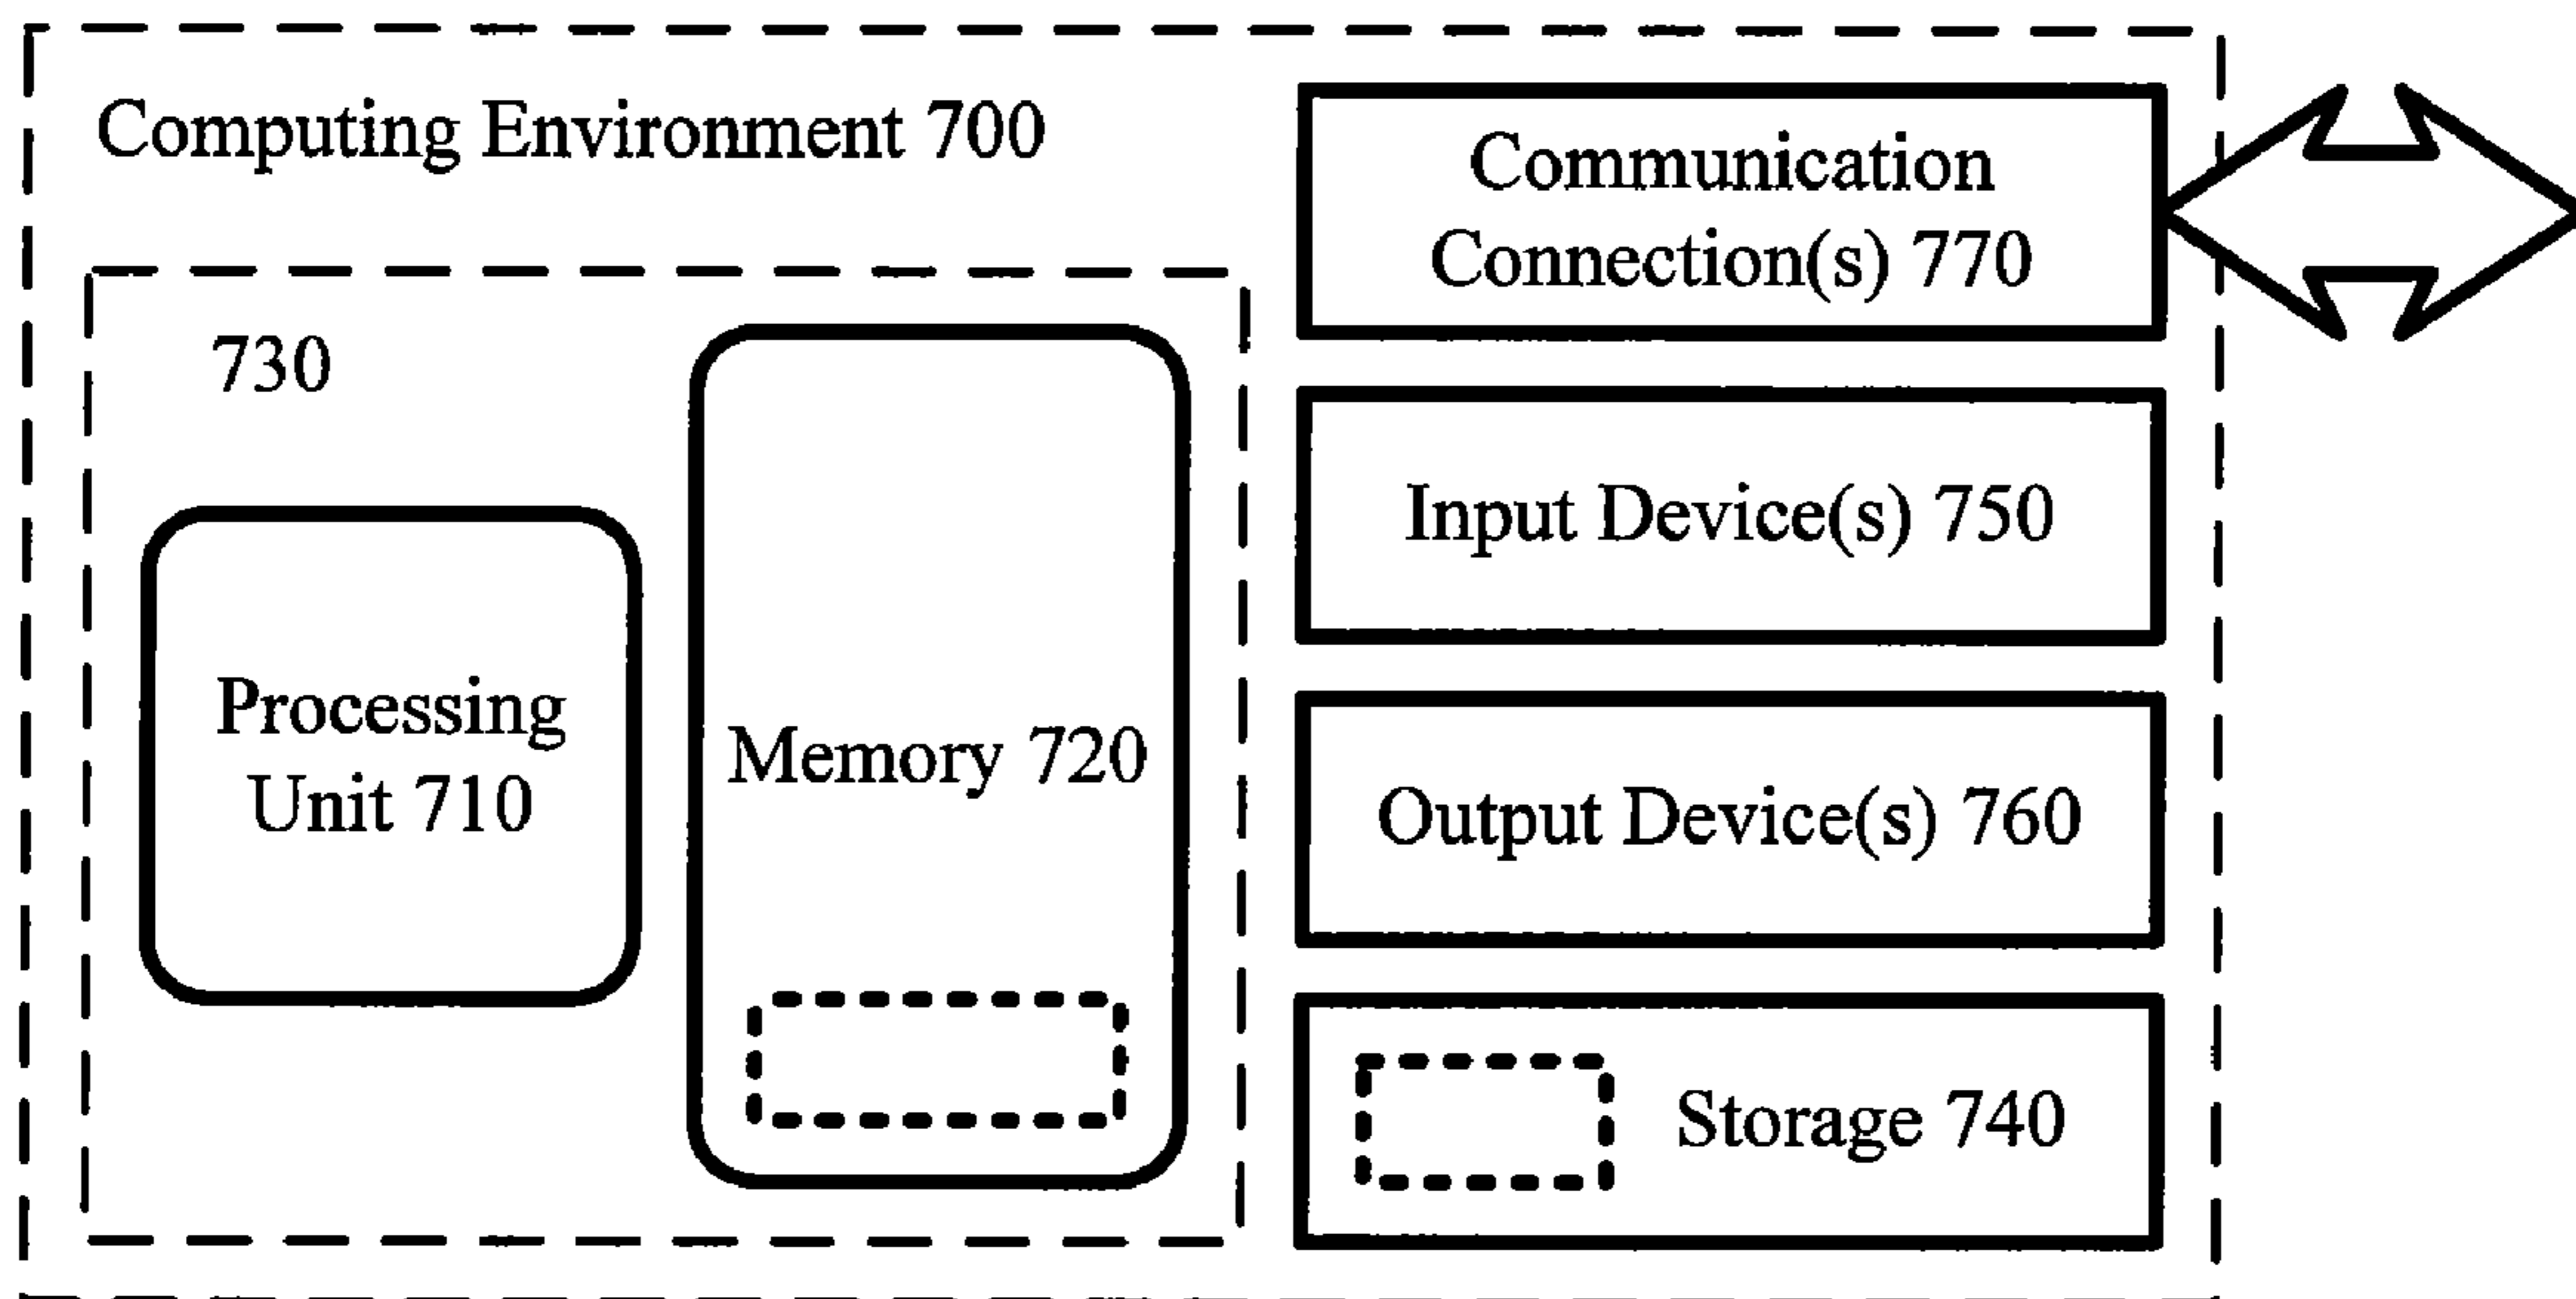 Computing Environment 700
730
Processing
Unit 710
Memory 720
Communication
Connection(s) 770
Input Device(s) 750
Output Device(s) 760
Storage 740